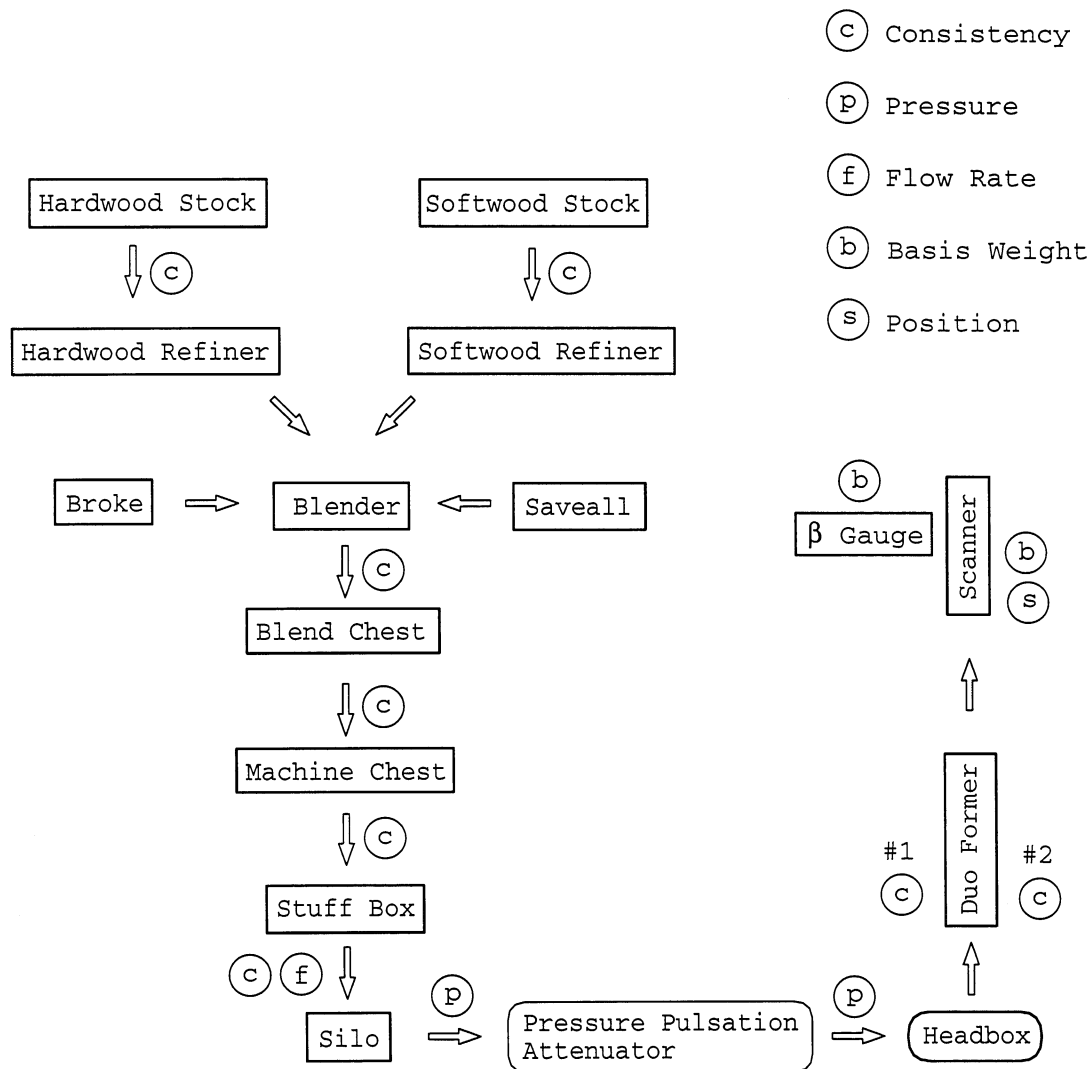 c Consistency
p Pressure
f Flow Rate
b Basis Weight
s Position
Hardwood Stock
Softwood Stock
c
c
Hardwood Refiner
Softwood Refiner
Broke
Blender
Saveall
c
Blend Chest
c
Machine Chest
c
Stuff Box
c f
Silo
p
Pressure Pulsation
Attenuator
p
Headbox
#1
c
Duo Former
#2
c
b
β Gauge
Scanner
b
s